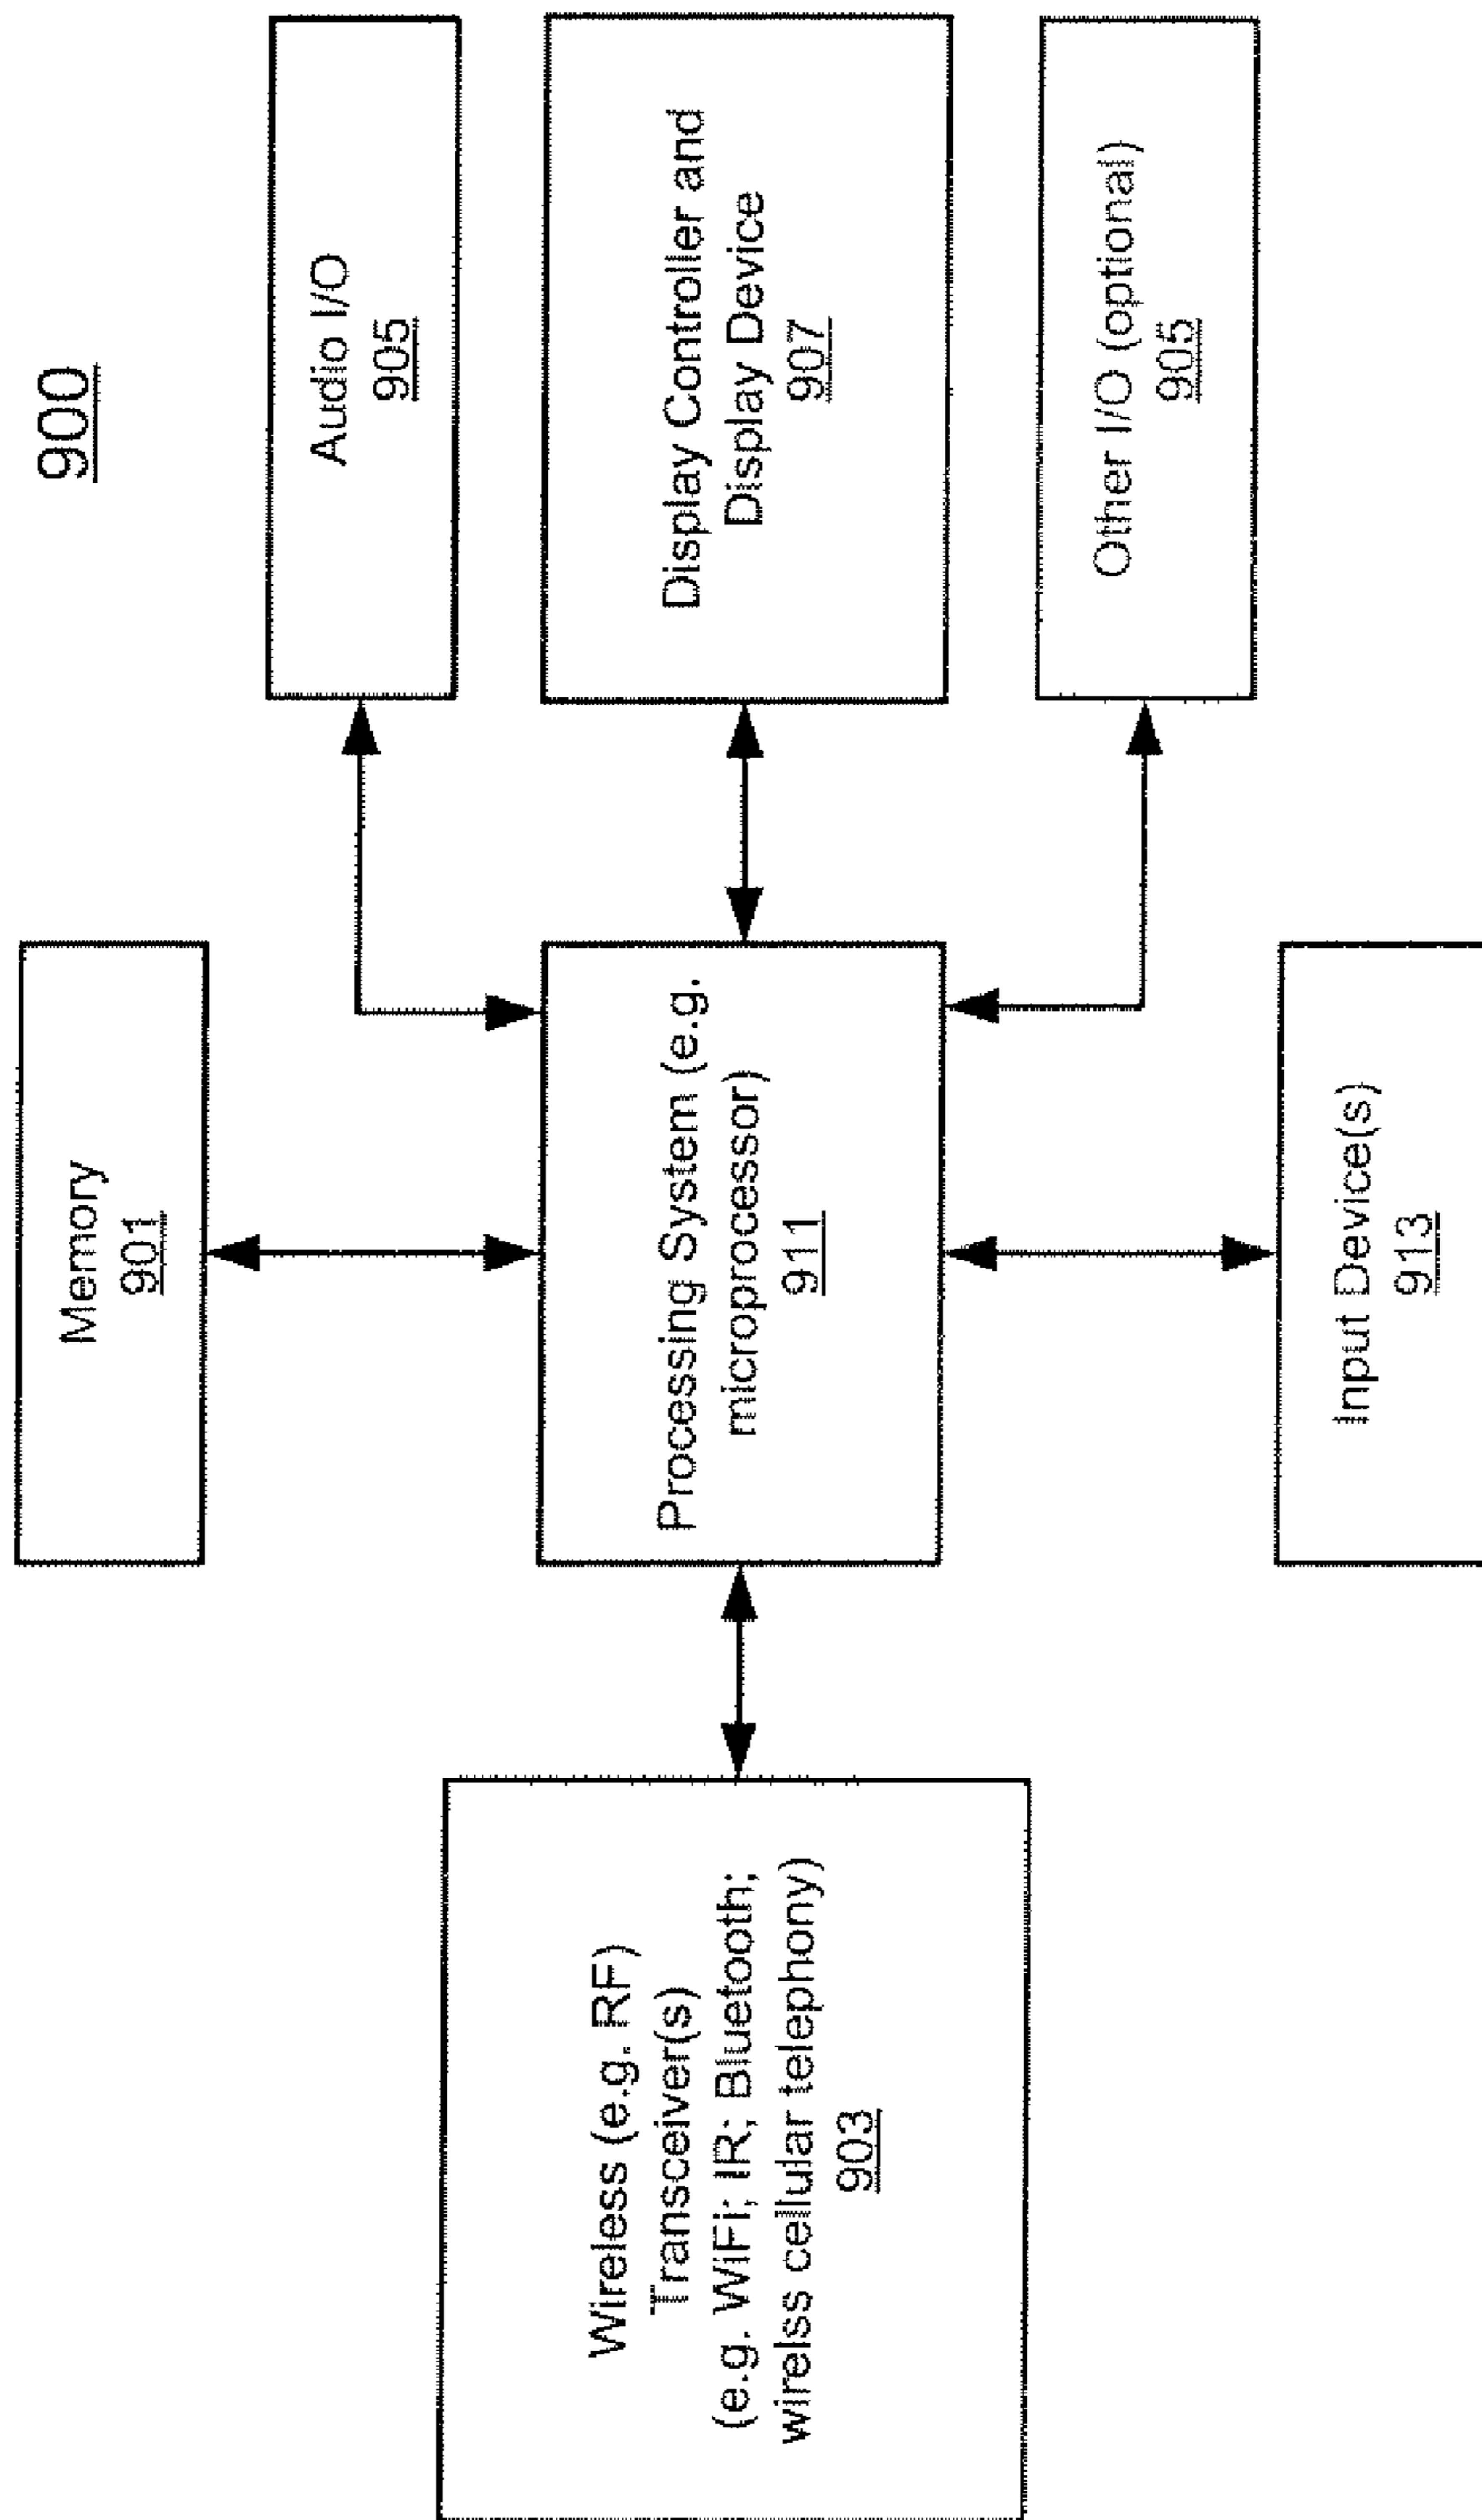 900
Memory
901
Audio I/O
905
Wireless (e.g. RF)
Transceiver(s)
(e.g. WiFi; IR; Bluetooth;
wirelss cellular telephony)
903
Processing System (e.g.
microprocessor)
911
Display Controller and
Display Device
907
Other I/O (optional)
905
Input Device(s)
913